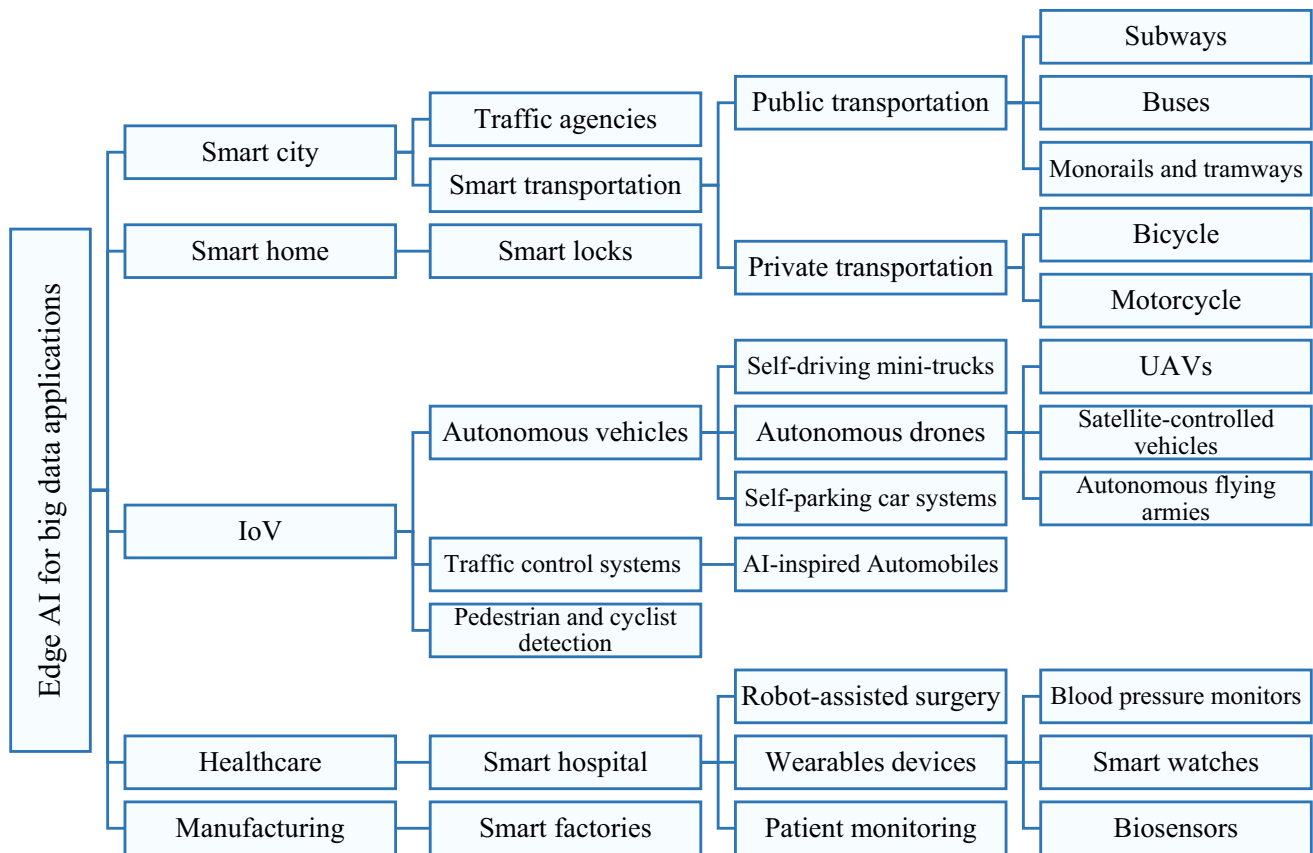 Edge AI for big data applications
Smart city
Traffic agencies
Smart transportation
Public transportation
Subways
Buses
Monorails and tramways
Private transportation
Bicycle
Motorcycle
Smart home
Smart locks
IoV
Autonomous vehicles
Self-driving mini-trucks
Autonomous drones
UAVs
Satellite-controlled
vehicles
Autonomous flying
armies
Self-parking car systems
Traffic control systems
AI-inspired Automobiles
Pedestrian and cyclist
detection
Healthcare
Smart hospital
Robot-assisted surgery
Wearables devices
Blood pressure monitors
Smart watches
Biosensors
Patient monitoring
Manufacturing
Smart factories